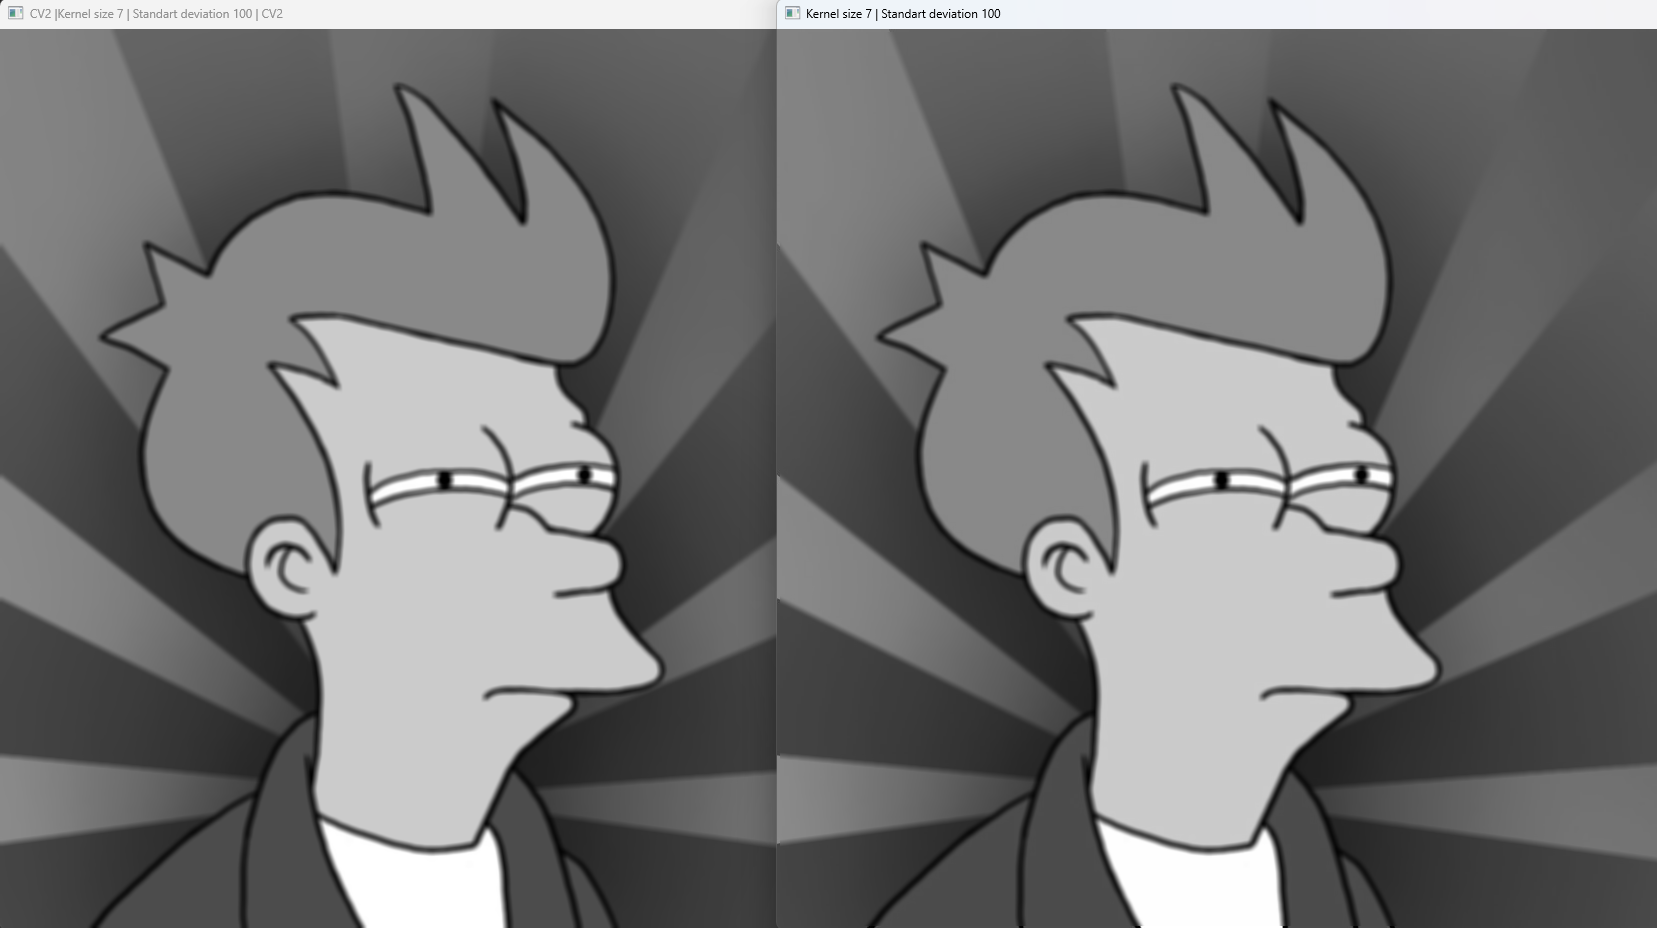 CV2 |Kernel size 7 | Standart deviation 100 | CV2
Kernel size 7 | Standart deviation 100